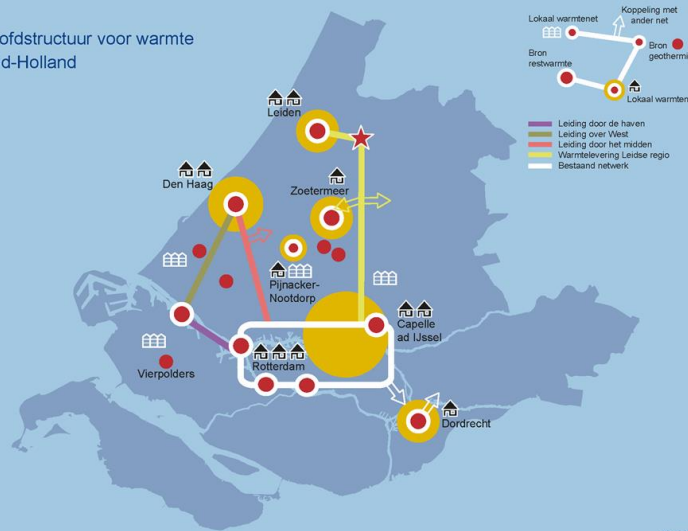 ofdstructuur voor warmte
d-Holland
Lokaal warmtenet
Koppeling met
ander net
Bron
restwarmte
Bron
geothermi
Lokaal warmten
Leiding door de haven
Leiding over West
Leiding door het midden
Warmtelevering Leidse regio
Bestaand netwerk
Leiden
Den Haag
Zoetermeer
Pijnacker-
Nootdorp
Capelle
ad IJssel
Rotterdam
Vierpolders
Dordrecht